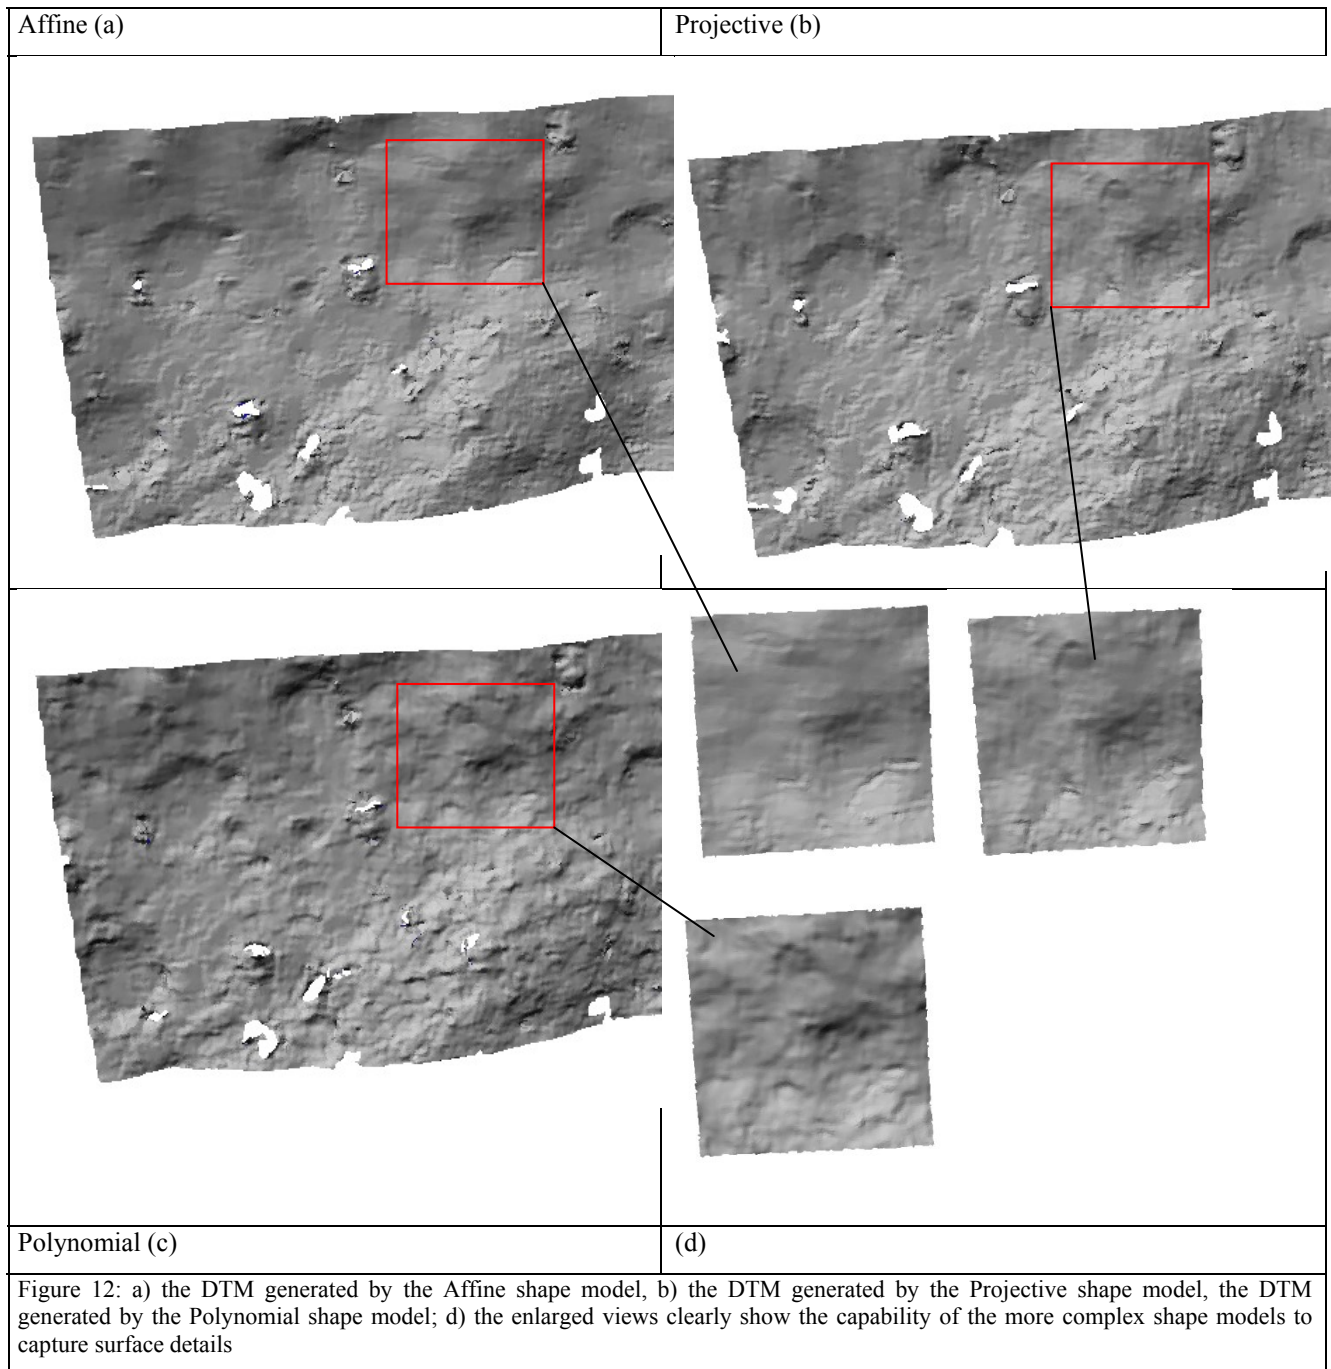 Affine (a)
Projective (b)
Polynomial (c)
(d)
Figure 12: a) the DTM generated by the Affine shape model, b) the DTM generated by the Projective shape model, the DTM
generated by the Polynomial shape model; d) the enlarged views clearly show the capability of the more complex shape models to
capture surface details